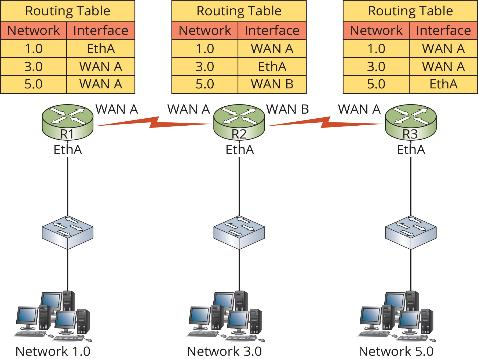 Routing Table Routing Table Routing Table
Network Interface Network Interface Network Interface
1.0 EthA 1.0 WAN A 1.0 WAN A
3.0 WAN A 3.0 EthA 3.0 WAN A
5.0 WAN A 5.0 WAN B 5.0 EthA
WAN A WAN A WAN B WAN A
R1 R2 R3
EthA EthA EthA
Network 1.0 Network 3.0 Network 5.0